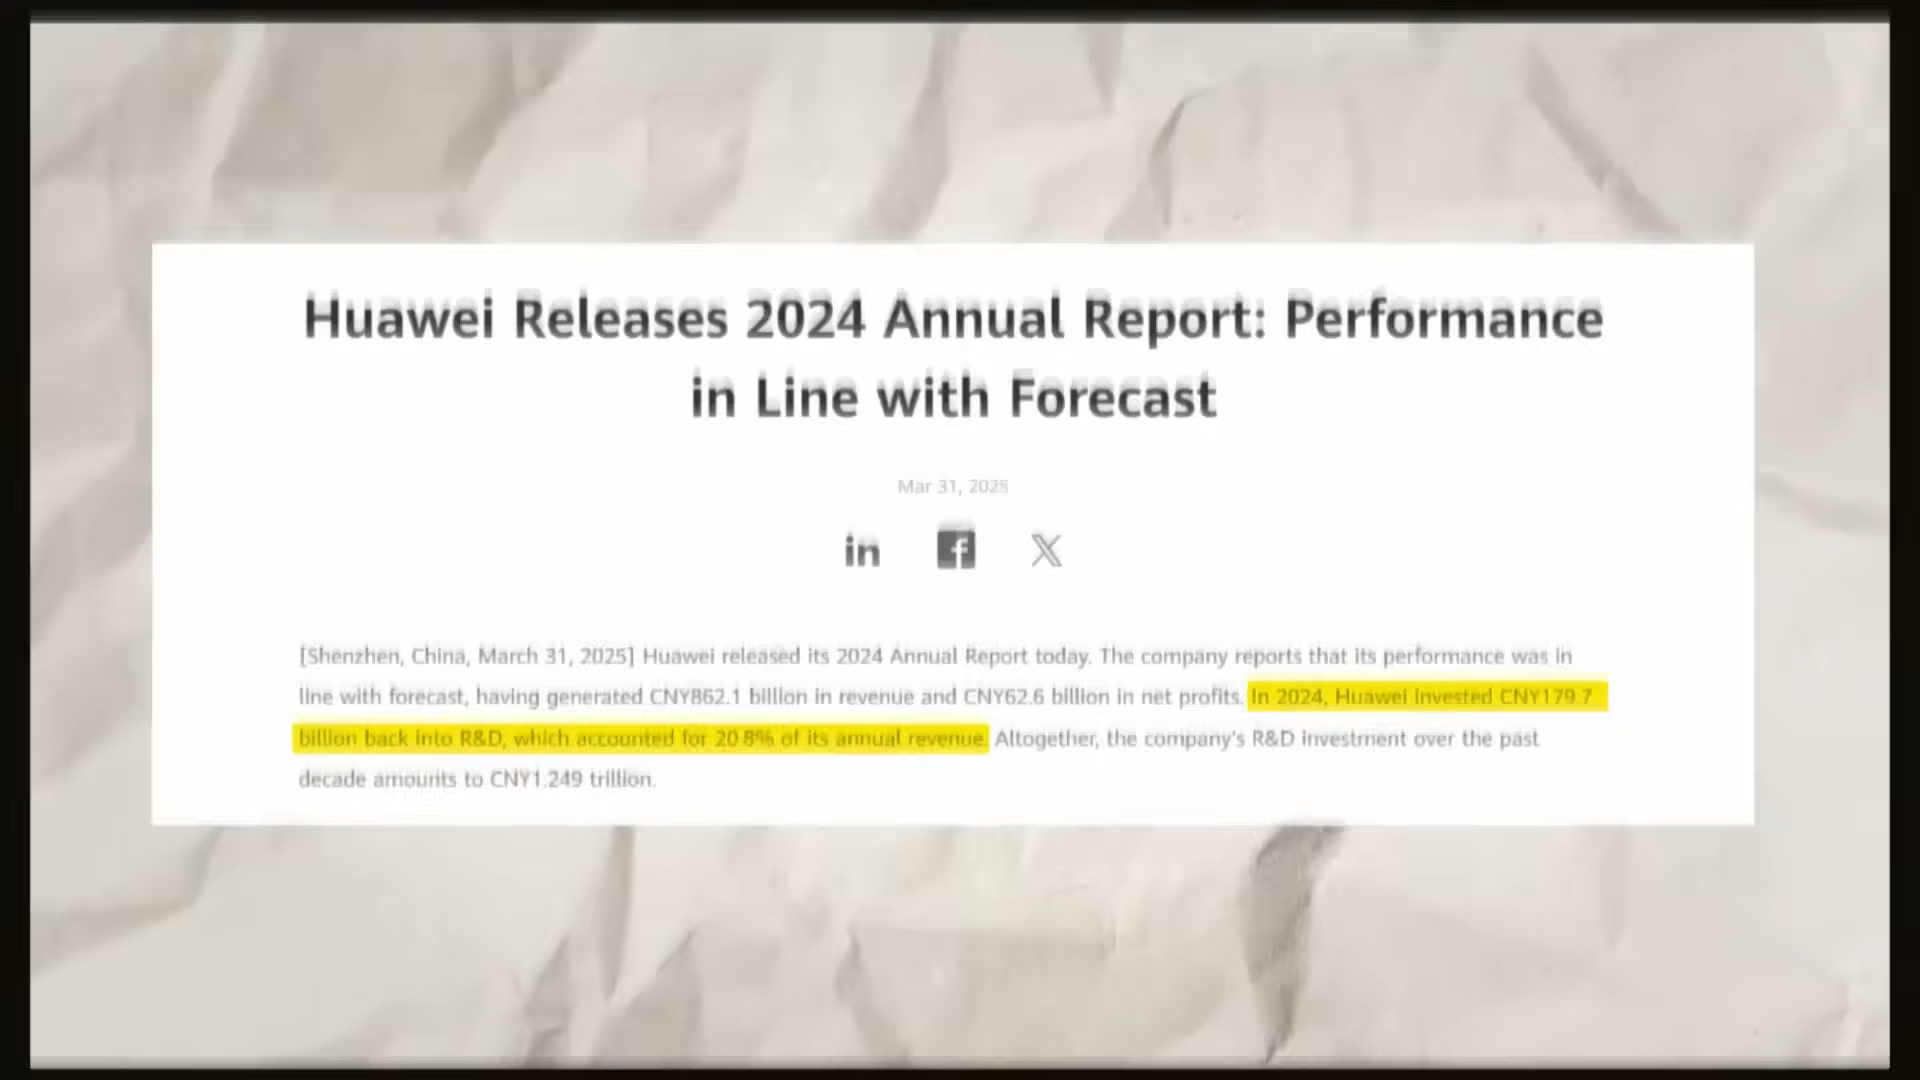 Huawei Releases 2024 Annual Report: Performance
in Line with Forecast
Mar 31, 2025
in f X
[Shenzhen, China, March 31, 2025] Huawei released its 2024 Annual Report today. The company reports that its performance was in
line with forecast, having generated CNY862.1 billion in revenue and CNY62.6 billion in net profits. In 2024, Huawei invested CNY179.7
billion back into R&D, which accounted for 20.8% of its annual revenue. Altogether, the company's R&D investment over the past
decade amounts to CNY1.249 trillion.